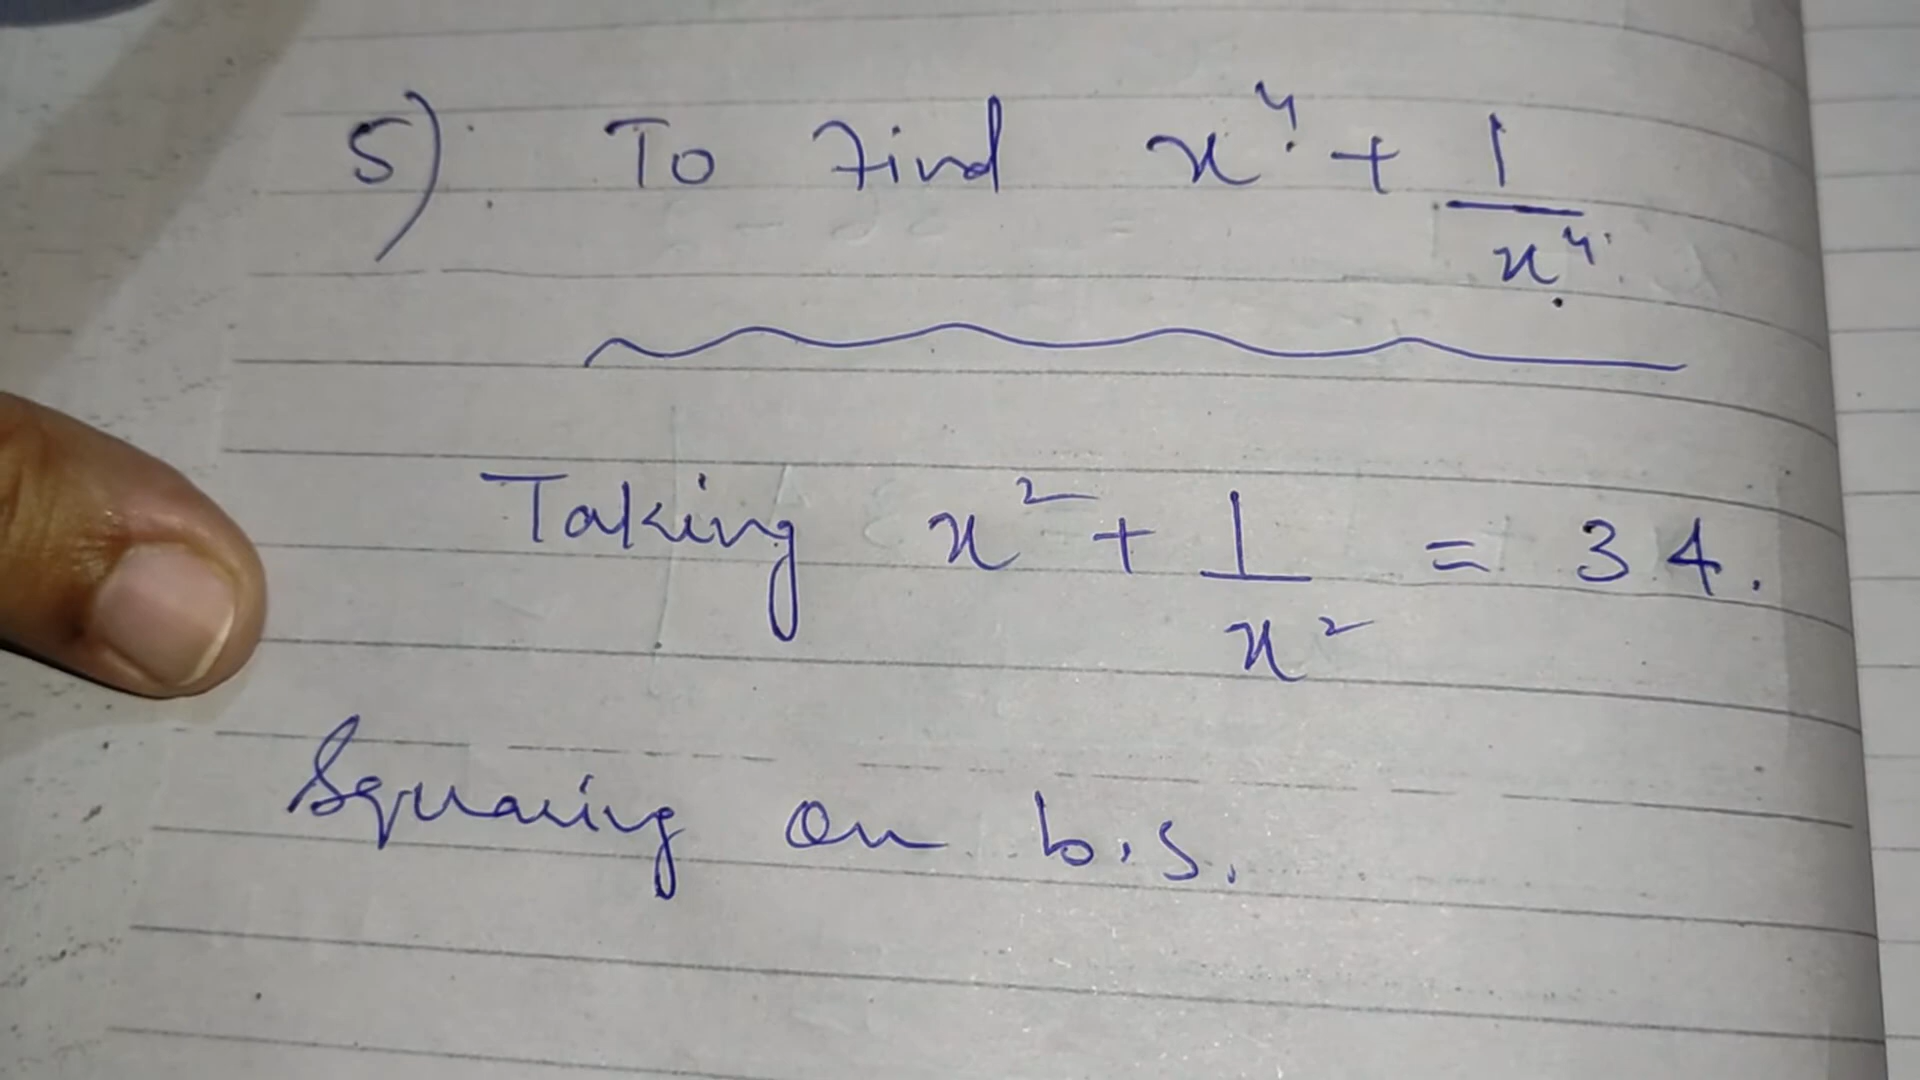 5) To find x⁴ + 1/x⁴
Taking x² + 1/x² = 34.
Squaring on b.s.